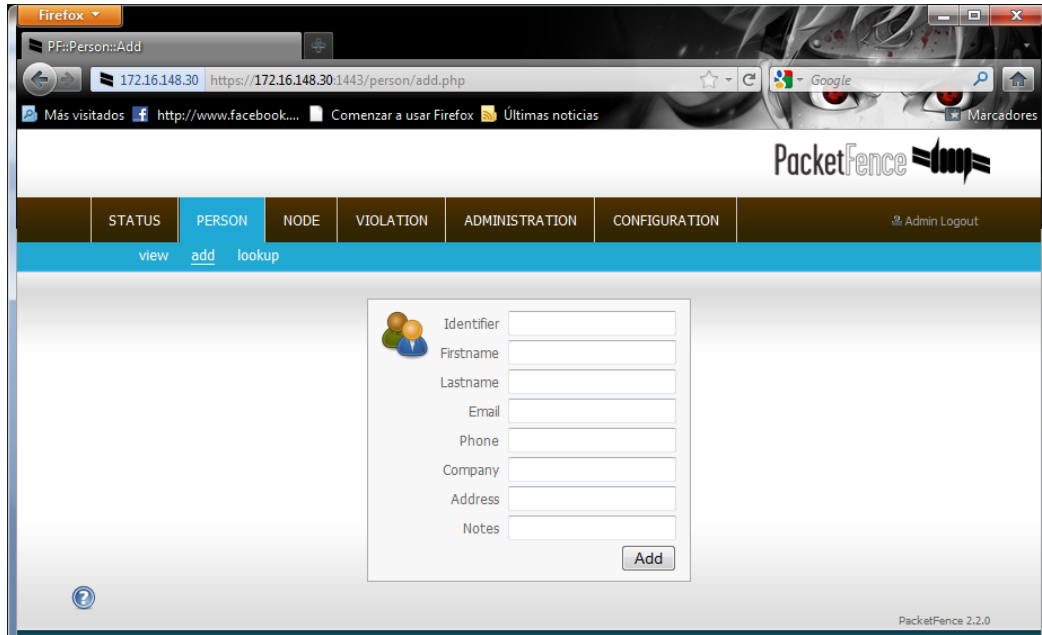 Firefox
PF::Person::Add
172.16.148.30 https://172.16.148.30:1443/person/add.php
Google
Más visitados http://www.facebook.... Comenzar a usar Firefox Últimas noticias Marcadores
PacketFence
STATUS PERSON NODE VIOLATION ADMINISTRATION CONFIGURATION Admin Logout
view add lookup
Identifier
Firstname
Lastname
Email
Phone
Company
Address
Notes
Add
PacketFence 2.2.0